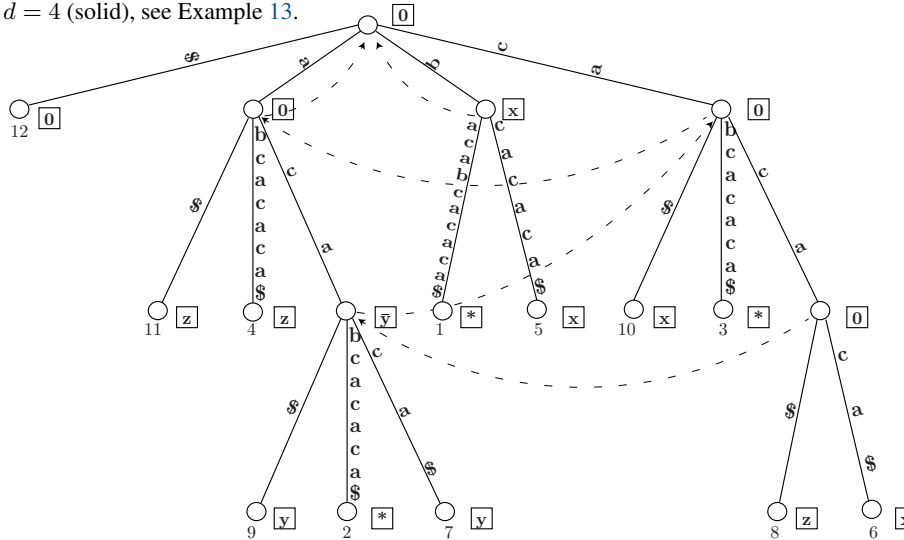 d = 4 (solid), see Example 13.
0
$
a
b
c a
12 0
0
x
0
$
b c a c a c a $
c a
a c a b c a c a c a $
c a c a c a $
$
b c a c a c a $
c a
11 z
4 z
ȳ
1 *
5 x
10 x
3 *
0
$
b c a c a c a $
c a $
$
c a $
9 y
2 *
7 y
8 z
6